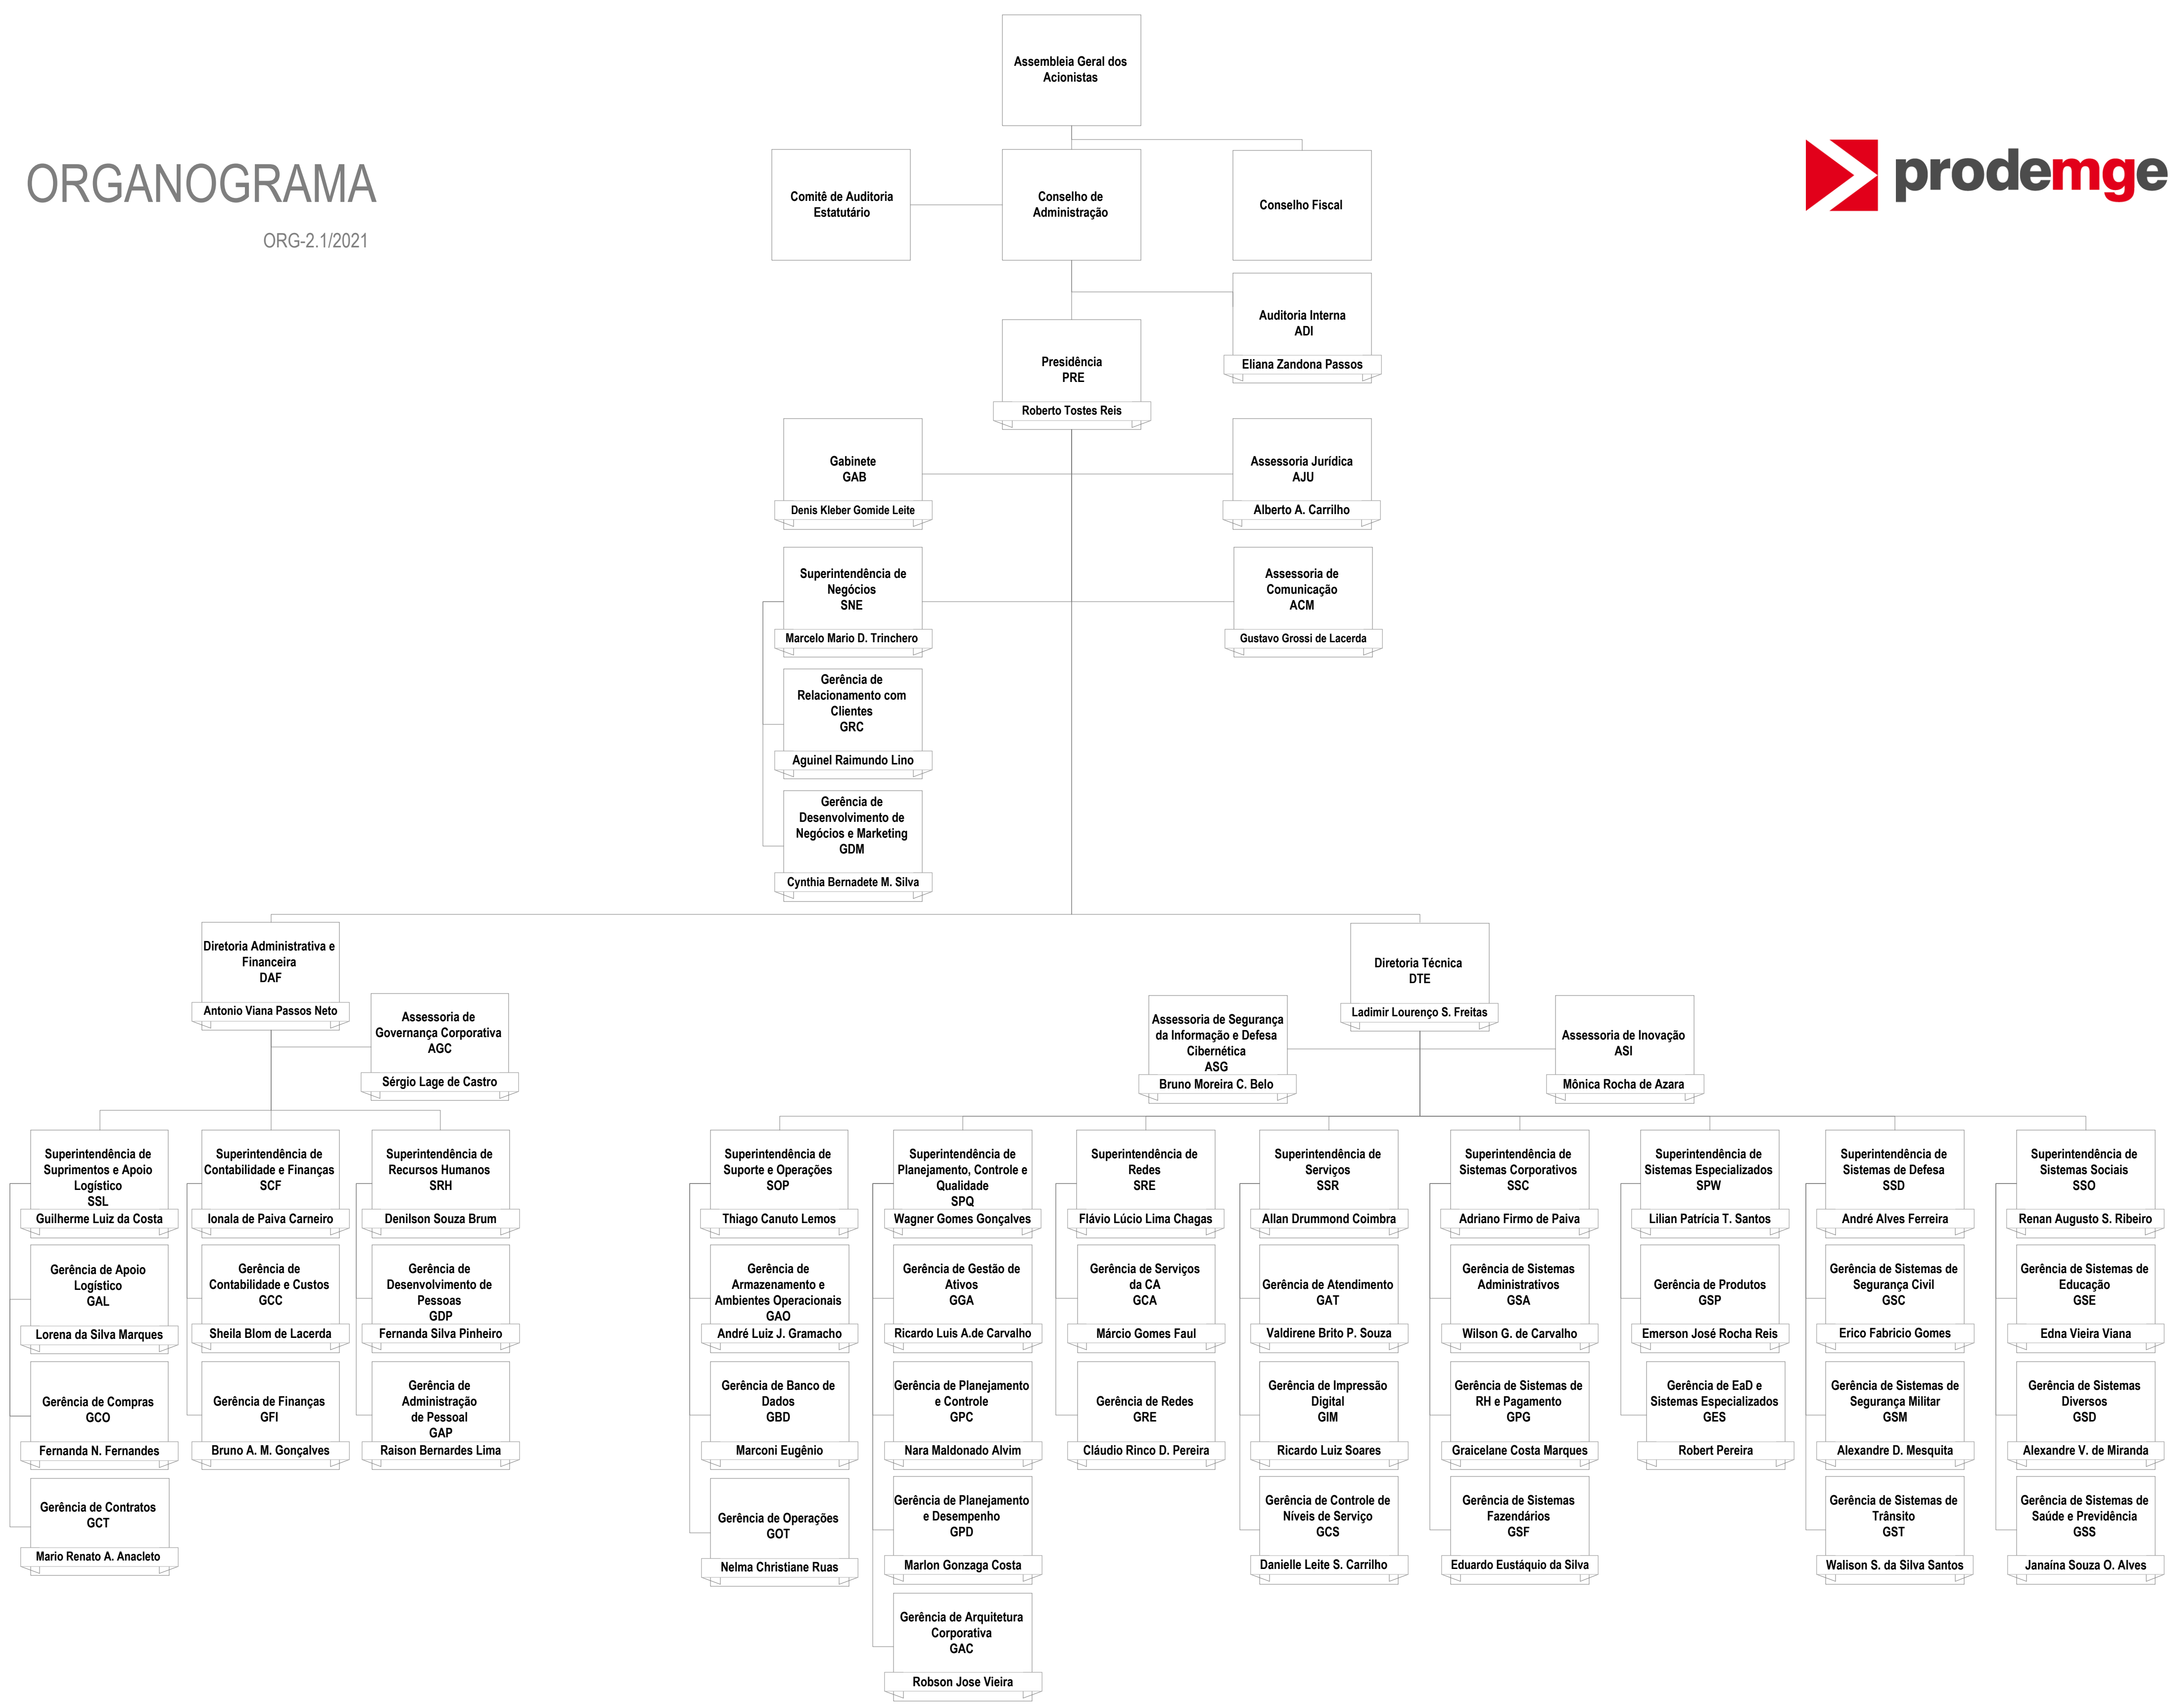 Assembleia Geral dos
Acionistas
ORGANOGRAMA
ORG-2.1/2021
prodemge
Comitê de Auditoria
Estatutário
Conselho de
Administração
Conselho Fiscal
Auditoria Interna
ADI
Eliana Zandona Passos
Presidência
PRE
Roberto Tostes Reis
Gabinete
GAB
Denis Kleber Gomide Leite
Assessoria Jurídica
AJU
Alberto A. Carrilho
Superintendência de
Negócios
SNE
Marcelo Mario D. Trinchero
Assessoria de
Comunicação
ACM
Gustavo Grossi de Lacerda
Gerência de
Relacionamento com
Clientes
GRC
Aguinel Raimundo Lino
Gerência de
Desenvolvimento de
Negócios e Marketing
GDM
Cynthia Bernadete M. Silva
Diretoria Administrativa e
Financeira
DAF
Antonio Viana Passos Neto
Assessoria de
Governança Corporativa
AGC
Sérgio Lage de Castro
Diretoria Técnica
DTE
Ladimir Lourenço S. Freitas
Assessoria de Segurança
da Informação e Defesa
Cibernética
ASG
Bruno Moreira C. Belo
Assessoria de Inovação
ASI
Mônica Rocha de Azara
Superintendência de
Suprimentos e Apoio
Logístico
SSL
Guilherme Luiz da Costa
Gerência de Apoio
Logístico
GAL
Lorena da Silva Marques
Gerência de Compras
GCO
Fernanda N. Fernandes
Gerência de Contratos
GCT
Mario Renato A. Anacleto
Superintendência de
Contabilidade e Finanças
SCF
Ionala de Paiva Carneiro
Gerência de
Contabilidade e Custos
GCC
Sheila Blom de Lacerda
Gerência de Finanças
GFI
Bruno A. M. Gonçalves
Superintendência de
Recursos Humanos
SRH
Denilson Souza Brum
Gerência de
Desenvolvimento de
Pessoas
GDP
Fernanda Silva Pinheiro
Gerência de
Administração
de Pessoal
GAP
Raison Bernardes Lima
Superintendência de
Suporte e Operações
SOP
Thiago Canuto Lemos
Gerência de
Armazenamento e
Ambientes Operacionais
GAO
André Luiz J. Gramacho
Gerência de Banco de
Dados
GBD
Marconi Eugênio
Gerência de Operações
GOT
Nelma Christiane Ruas
Superintendência de
Planejamento, Controle e
Qualidade
SPQ
Wagner Gomes Gonçalves
Gerência de Gestão de
Ativos
GGA
Ricardo Luis A.de Carvalho
Gerência de Planejamento
e Controle
GPC
Nara Maldonado Alvim
Gerência de Planejamento
e Desempenho
GPD
Marlon Gonzaga Costa
Gerência de Arquitetura
Corporativa
GAC
Robson Jose Vieira
Superintendência de
Redes
SRE
Flávio Lúcio Lima Chagas
Gerência de Serviços
da CA
GCA
Márcio Gomes Faul
Gerência de Redes
GRE
Cláudio Rinco D. Pereira
Superintendência de
Serviços
SSR
Allan Drummond Coimbra
Gerência de Atendimento
GAT
Valdirene Brito P. Souza
Gerência de Impressão
Digital
GIM
Ricardo Luiz Soares
Gerência de Controle de
Níveis de Serviço
GCS
Danielle Leite S. Carrilho
Superintendência de
Sistemas Corporativos
SSC
Adriano Firmo de Paiva
Gerência de Sistemas
Administrativos
GSA
Wilson G. de Carvalho
Gerência de Sistemas de
RH e Pagamento
GPG
Graicelane Costa Marques
Gerência de Sistemas
Fazendários
GSF
Eduardo Eustáquio da Silva
Superintendência de
Sistemas Especializados
SPW
Lilian Patrícia T. Santos
Gerência de Produtos
GSP
Emerson José Rocha Reis
Gerência de EaD e
Sistemas Especializados
GES
Robert Pereira
Superintendência de
Sistemas de Defesa
SSD
André Alves Ferreira
Gerência de Sistemas de
Segurança Civil
GSC
Erico Fabricio Gomes
Gerência de Sistemas de
Segurança Militar
GSM
Alexandre D. Mesquita
Gerência de Sistemas de
Trânsito
GST
Walison S. da Silva Santos
Superintendência de
Sistemas Sociais
SSO
Renan Augusto S. Ribeiro
Gerência de Sistemas de
Educação
GSE
Edna Vieira Viana
Gerência de Sistemas
Diversos
GSD
Alexandre V. de Miranda
Gerência de Sistemas de
Saúde e Previdência
GSS
Janaína Souza O. Alves